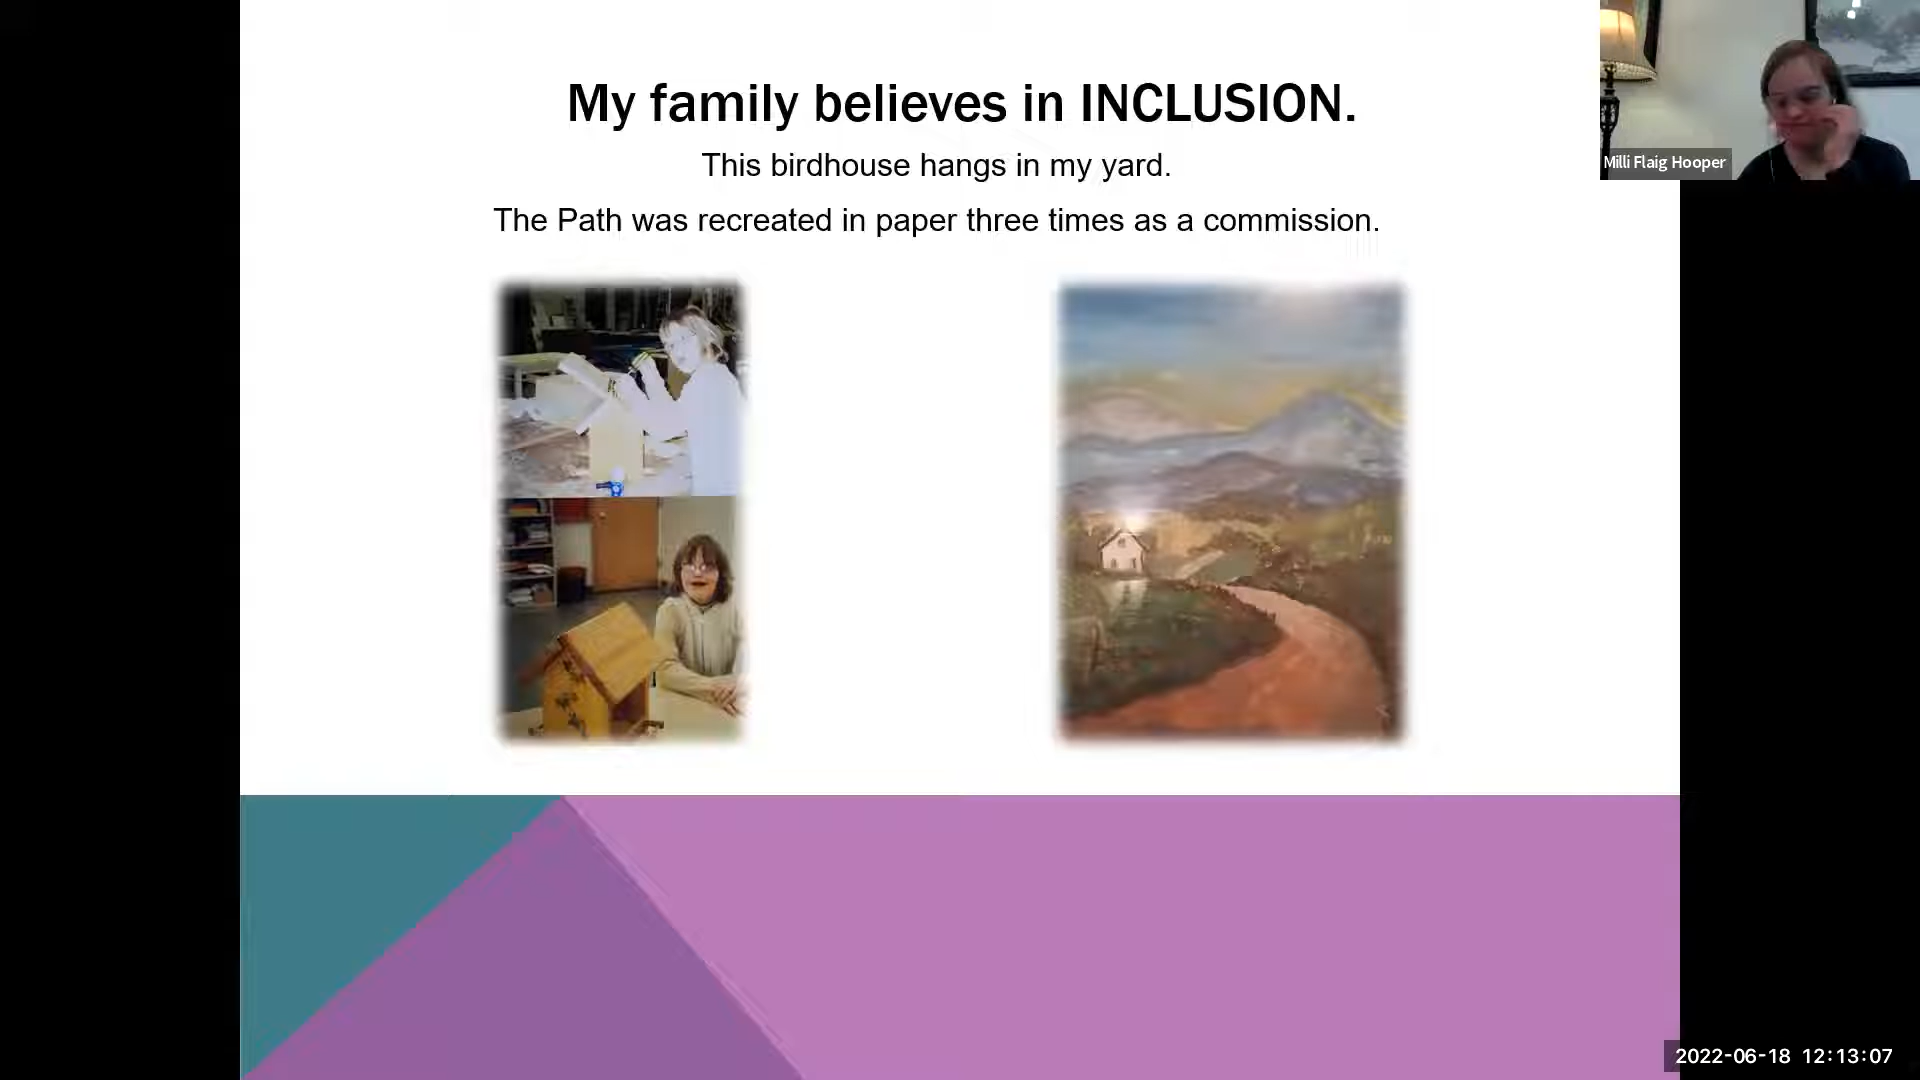 My family believes in INCLUSION.
This birdhouse hangs in my yard.
The Path was recreated in paper three times as a commission.
Milli Flaig Hooper
2022-06-18 12:13:07